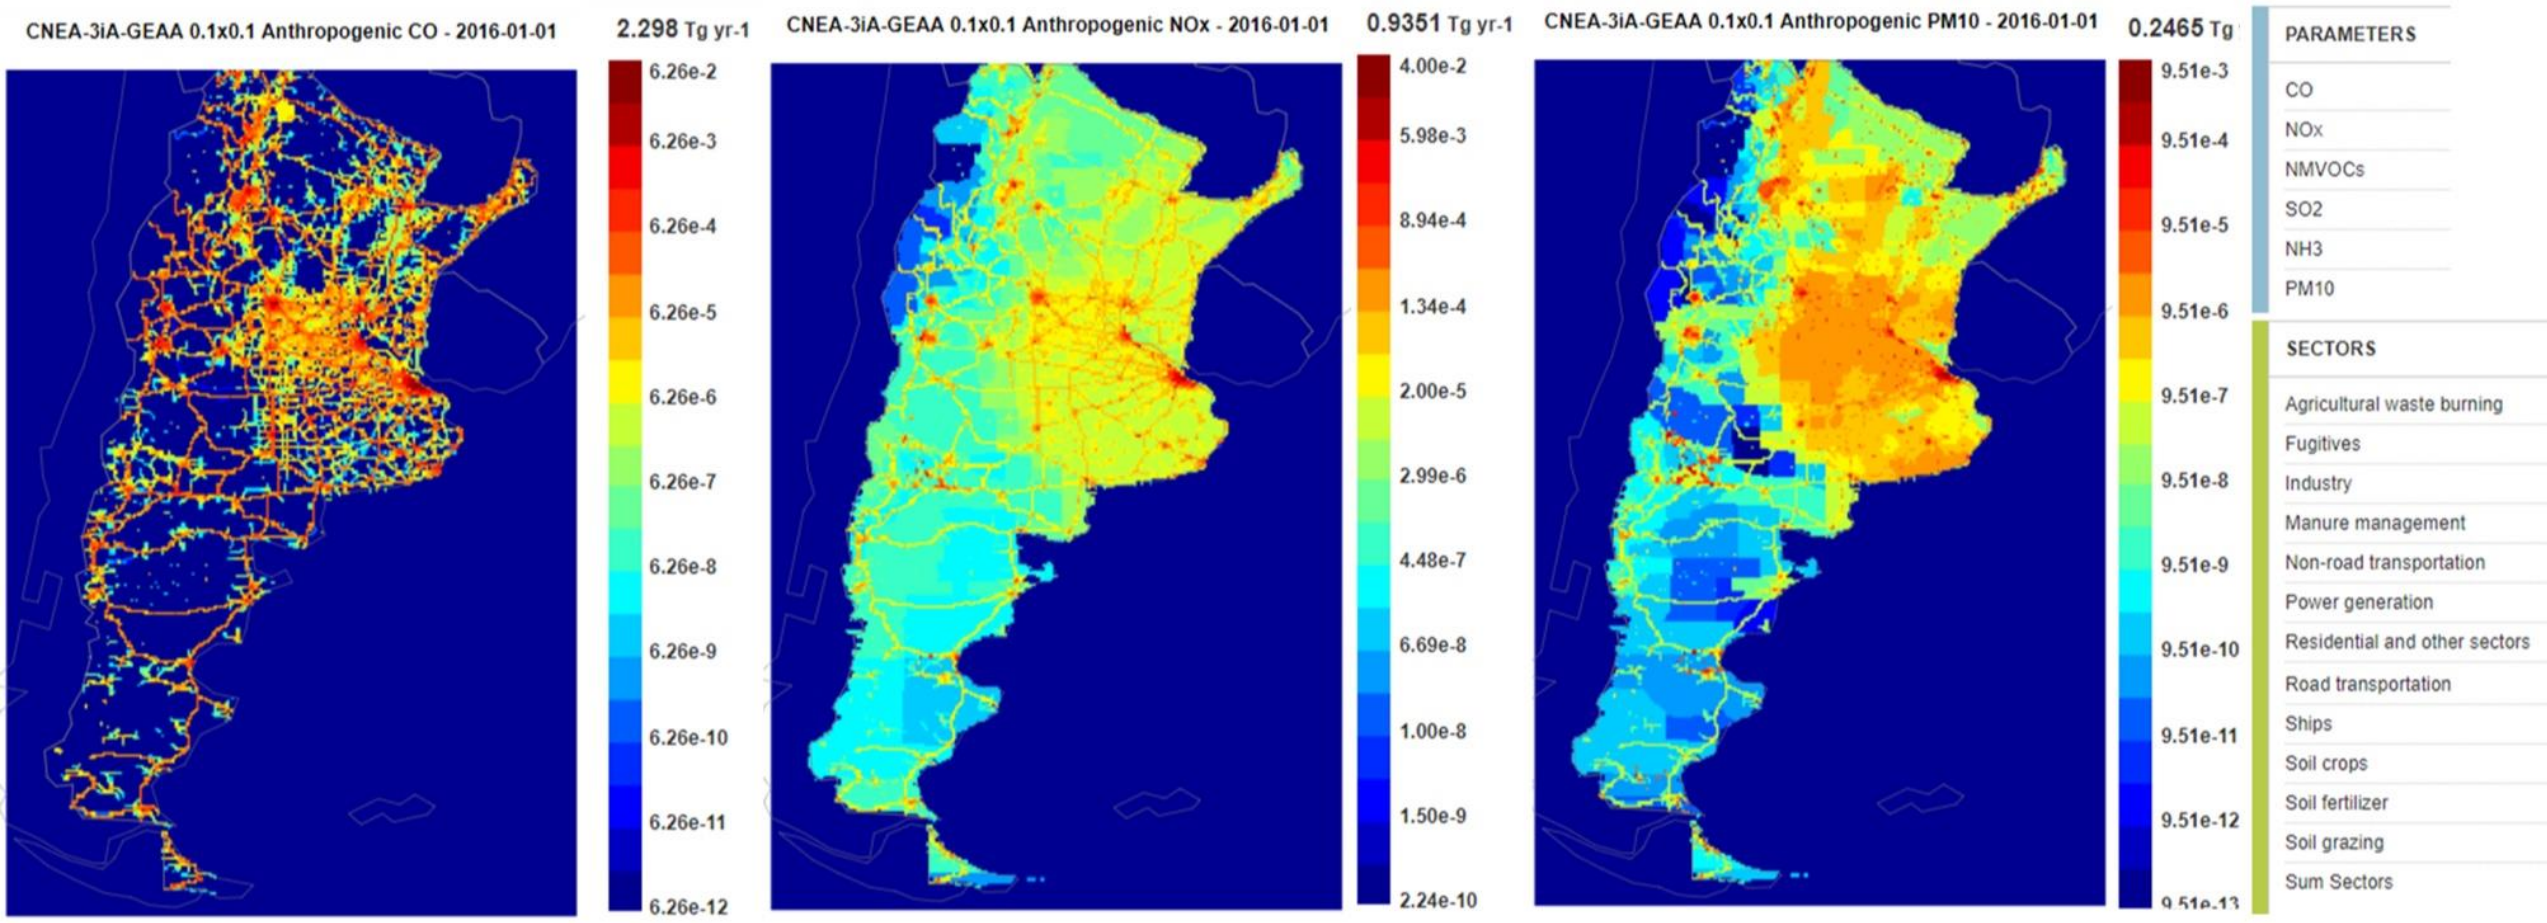 CNEA-3iA-GEAA 0.1x0.1 Anthropogenic CO - 2016-01-01
2.298 Tg yr-1
6.26e-2
6.26e-3
6.26e-4
6.26e-5
6.26e-6
6.26e-7
6.26e-8
6.26e-9
6.26e-10
6.26e-11
6.26e-12
CNEA-3iA-GEAA 0.1x0.1 Anthropogenic NOx - 2016-01-01
0.9351 Tg yr-1
4.00e-2
5.98e-3
8.94e-4
1.34e-4
2.00e-5
2.99e-6
4.48e-7
6.69e-8
1.00e-8
1.50e-9
2.24e-10
CNEA-3iA-GEAA 0.1x0.1 Anthropogenic PM10 - 2016-01-01
0.2465 Tg
9.51e-3
9.51e-4
9.51e-5
9.51e-6
9.51e-7
9.51e-8
9.51e-9
9.51e-10
9.51e-11
9.51e-12
9.51e-13
PARAMETERS
CO
NOx
NMVOCs
SO2
NH3
PM10
SECTORS
Agricultural waste burning
Fugitives
Industry
Manure management
Non-road transportation
Power generation
Residential and other sectors
Road transportation
Ships
Soil crops
Soil fertilizer
Soil grazing
Sum Sectors